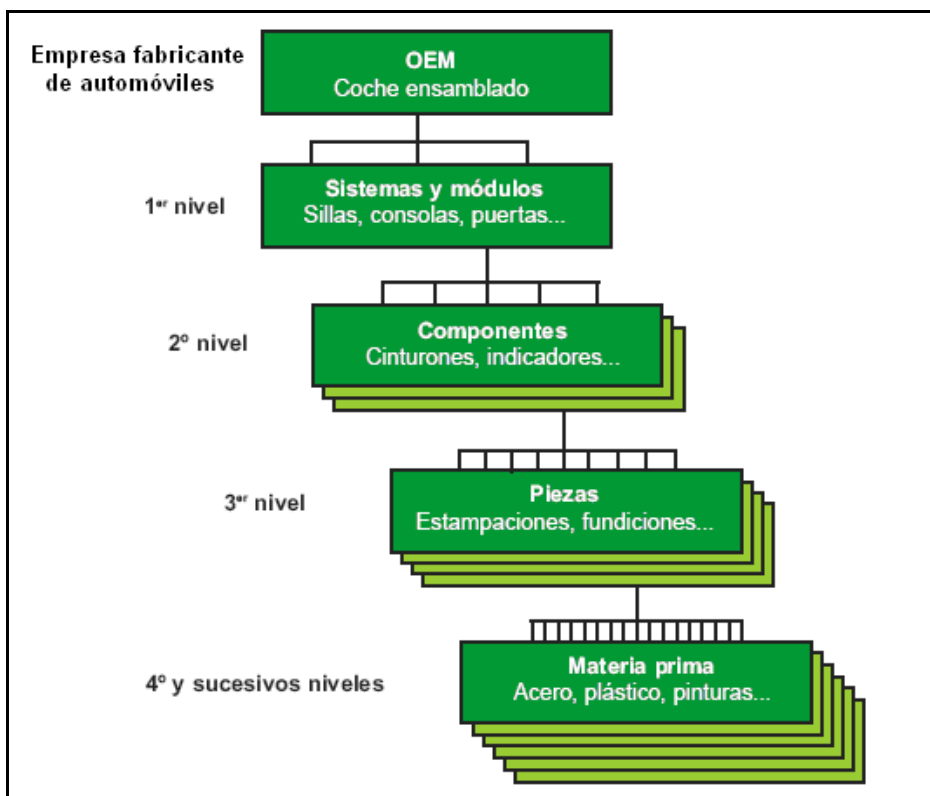 Empresa fabricante
de automóviles
OEM
Coche ensamblado
1er nivel
Sistemas y módulos
Sillas, consolas, puertas...
2º nivel
Componentes
Cinturones, indicadores...
3er nivel
Piezas
Estampaciones, fundiciones...
4º y sucesivos niveles
Materia prima
Acero, plástico, pinturas...